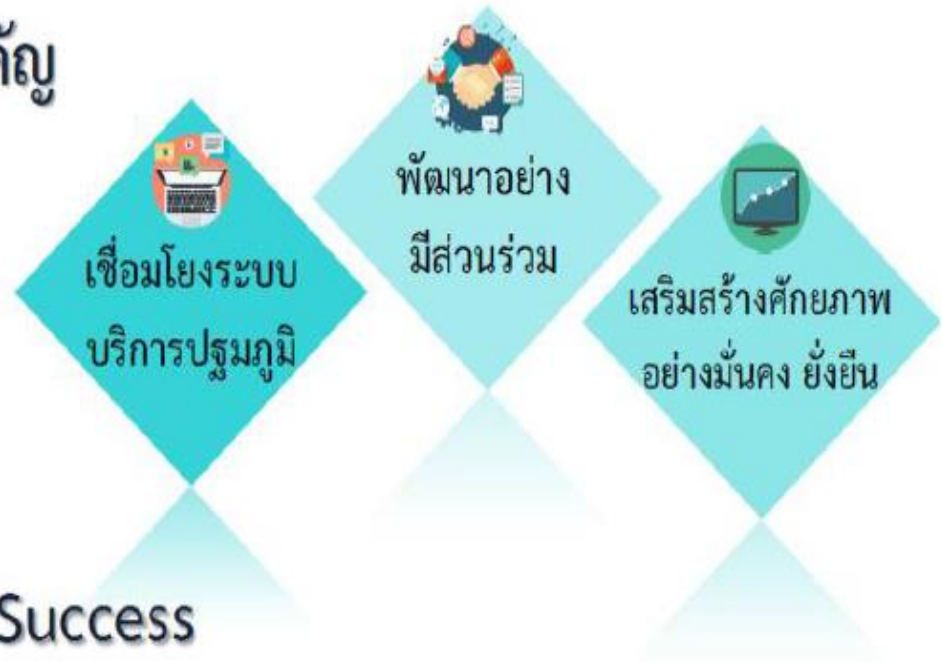 เชื่อมโยงระบบ
บริการปฐมภูมิ
พัฒนาอย่าง
มีส่วนร่วม
เสริมสร้างศักยภาพ
อย่างมั่นคง ยั่งยืน
Success